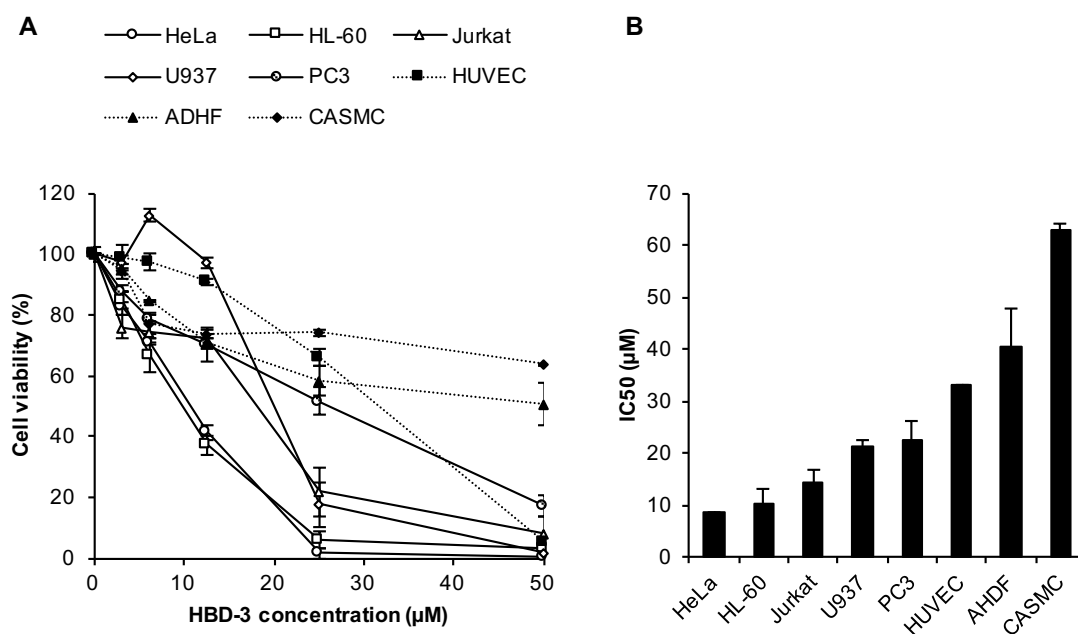 A
HeLa HL-60 Jurkat
U937 PC3 HUVEC
ADHF CASMC
120
100
80
60
40
20
0
Cell viability (%)
0 10 20 30 40 50
HBD-3 concentration (µM)
B
70
60
50
40
30
20
10
0
IC50 (µM)
HeLa
HL-60
Jurkat
U937
PC3
HUVEC
AHDF
CASMC